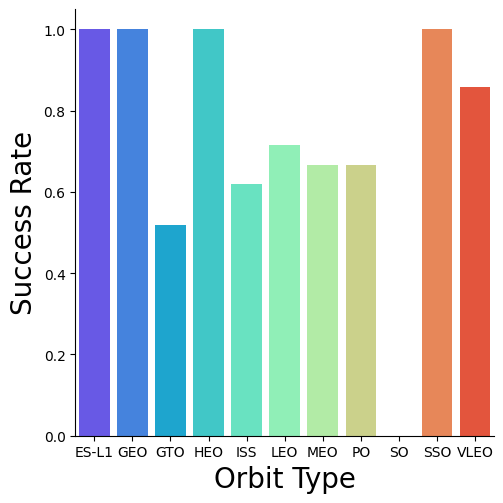 1.0
0.8
0.6
0.4
0.2
0.0
Success Rate
ES-L1 GEO GTO HEO ISS LEO MEO PO SO SSO VLEO
Orbit Type